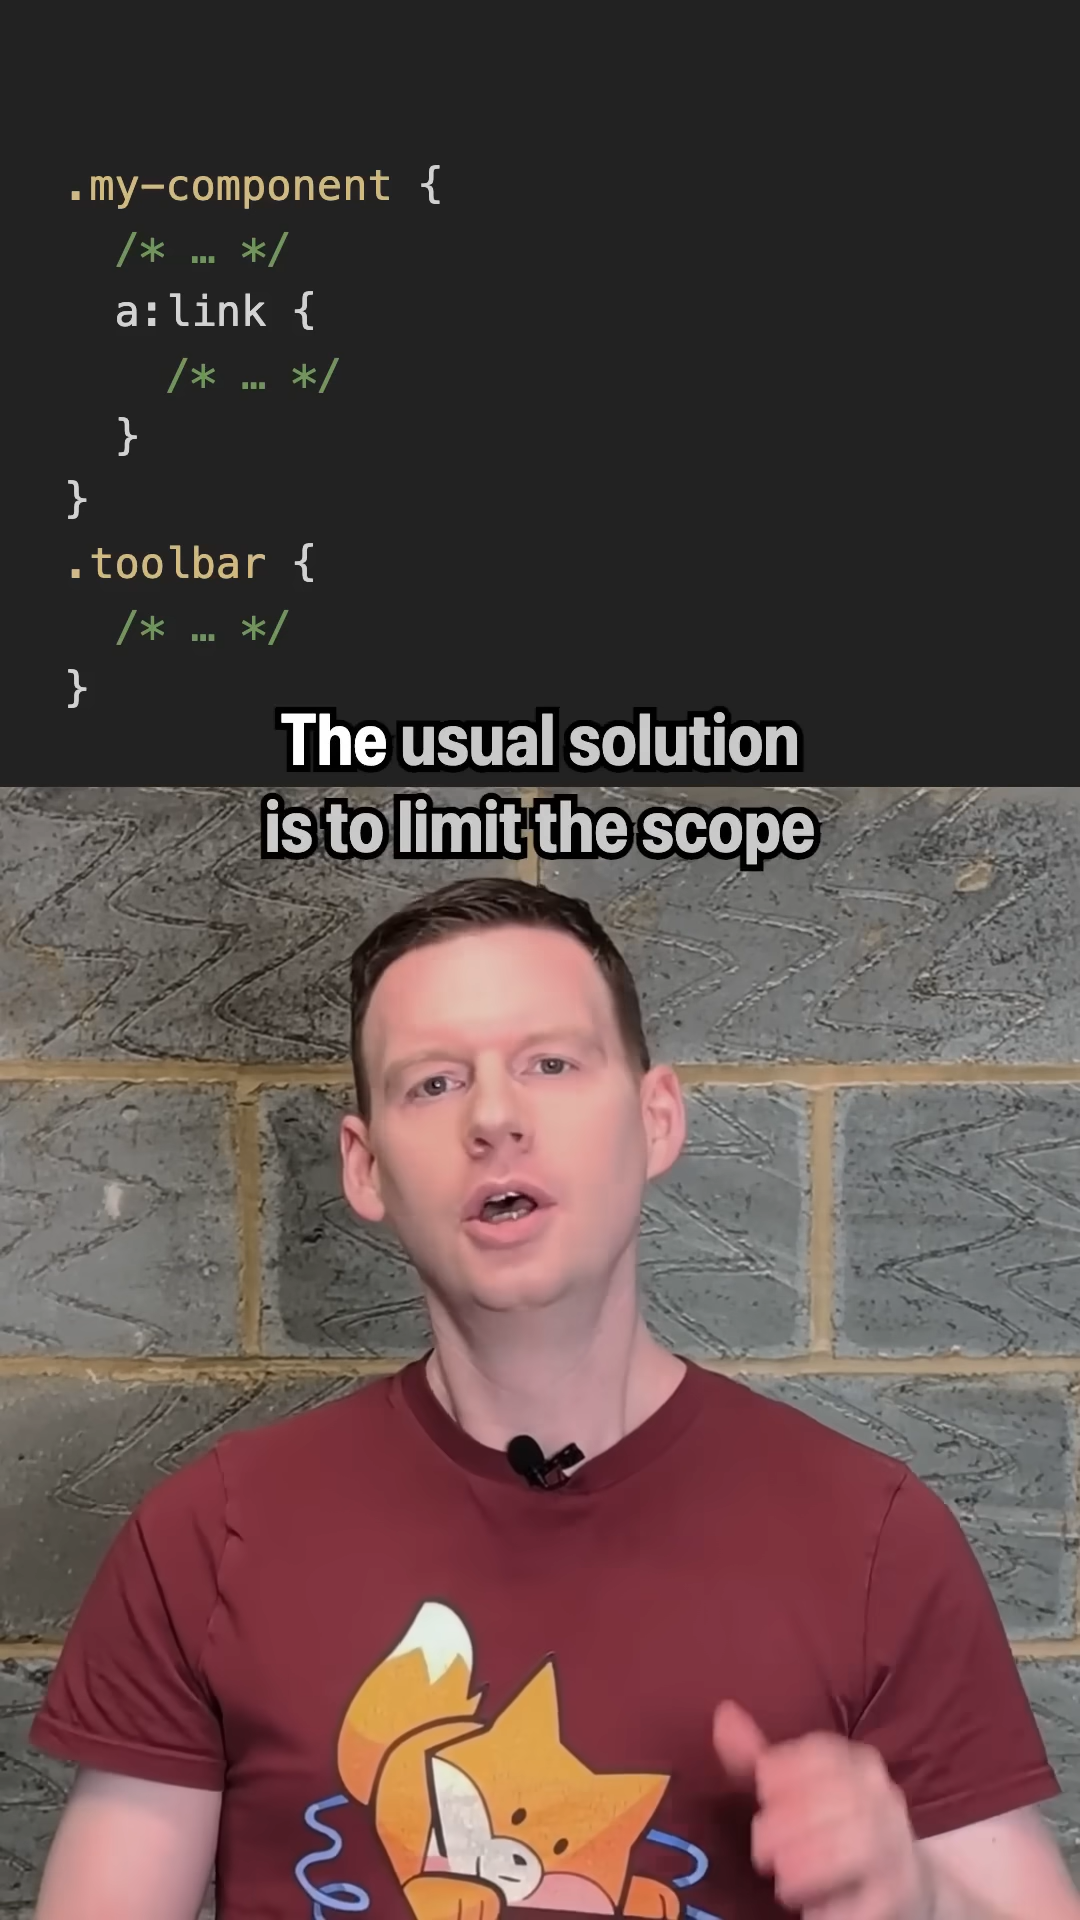 .my-component {
/* … */
a:link {
/* … */
}
}
.toolbar {
/* … */
}
The usual solution
is to limit the scope